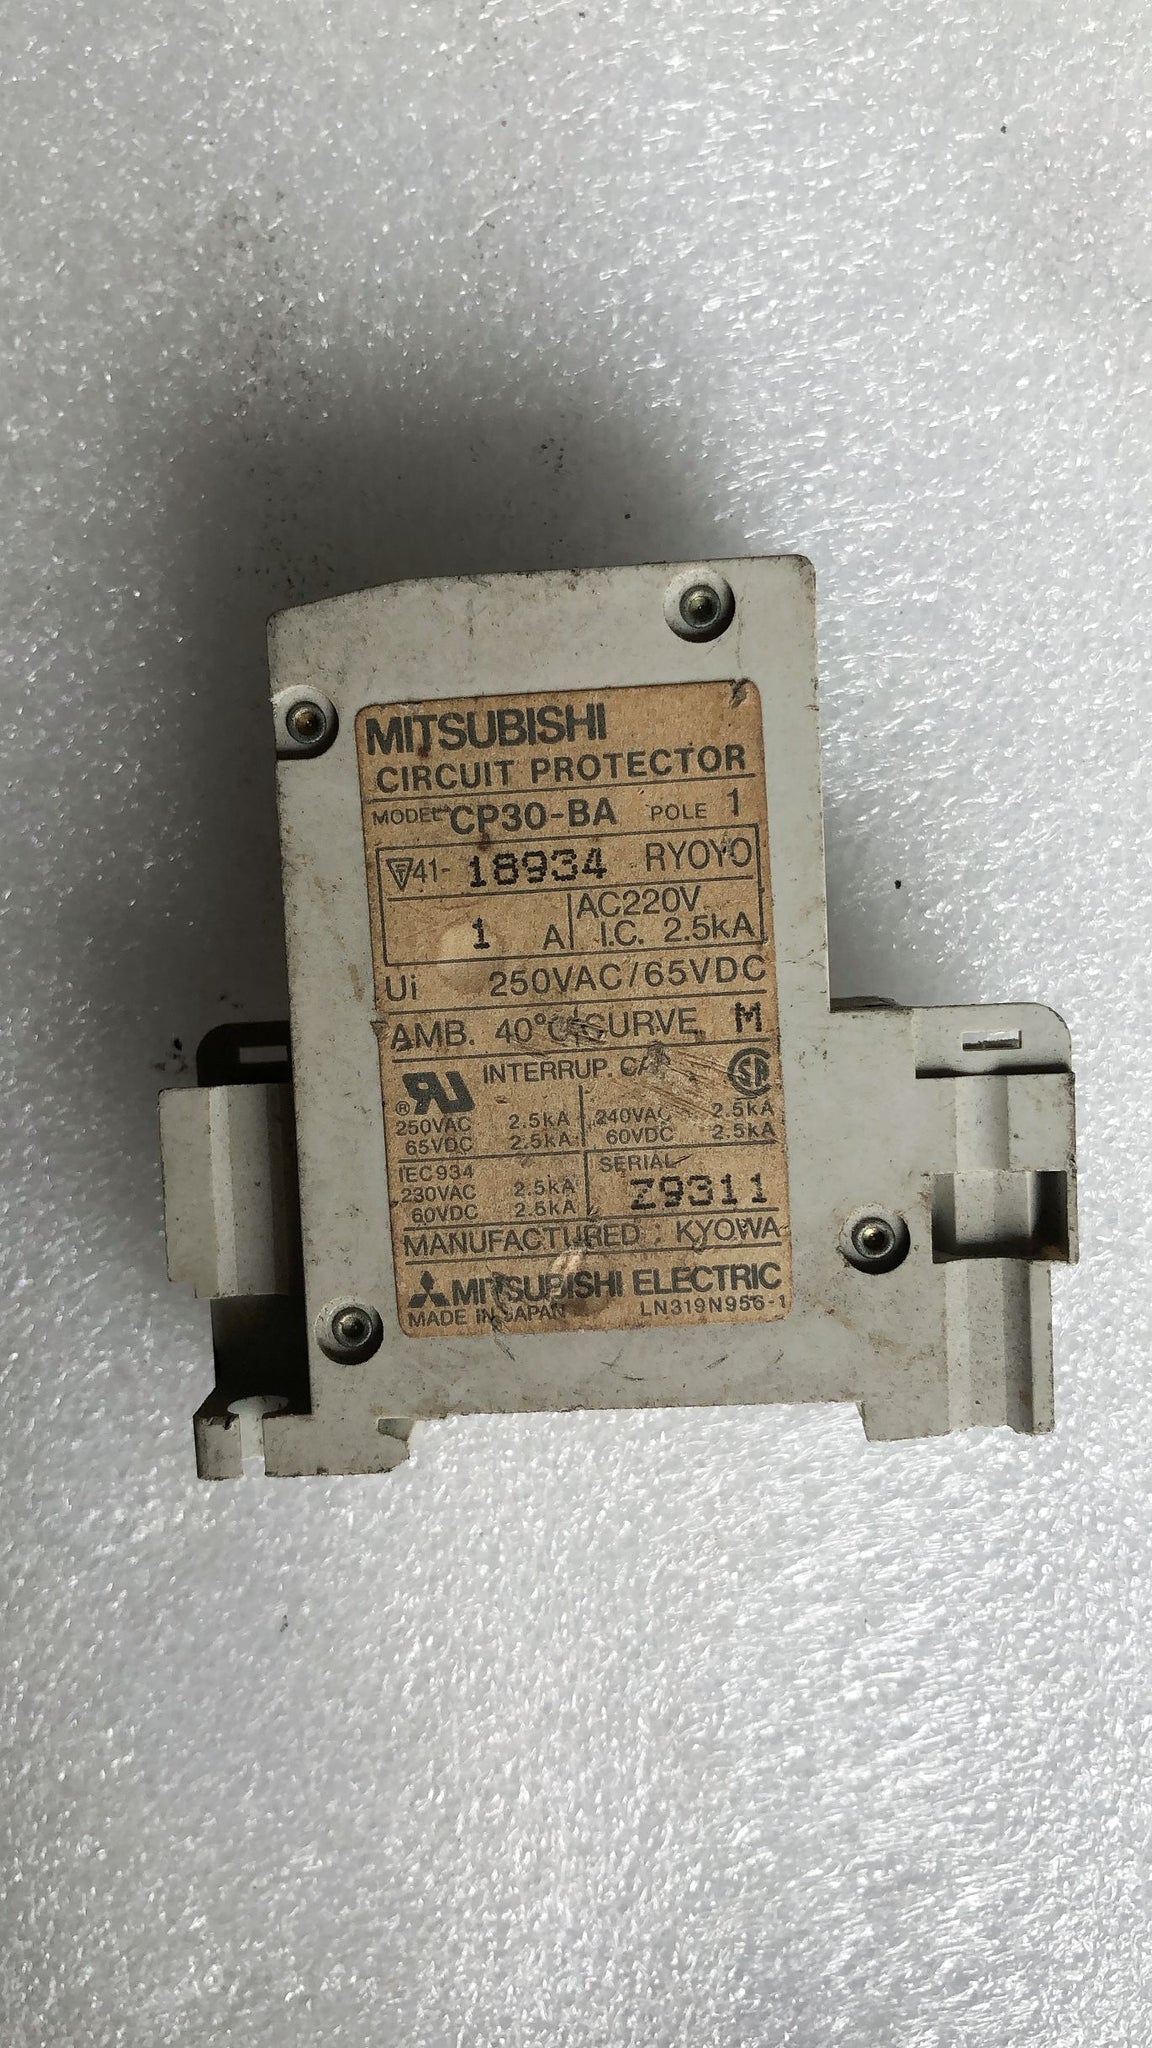 MITSUBISHI
CIRCUIT PROTECTOR
MODEL CP30-BA POLE 1
41-18934 RYOYO
1 A AC220V
I.C. 2.5kA
Ui 250VAC/65VDC
AMB. 40°C CURVE M
INTERRUP.
250VAC 2.5kA 240VAC 2.5kA
65VDC 2.5kA 60VDC 2.5kA
IEC934 SERIAL
230VAC 2.5kA Z9311
60VDC 2.5kA
MANUFACTURED : KYOWA
MITSUBISHI ELECTRIC
MADE IN JAPAN LN319N956-1